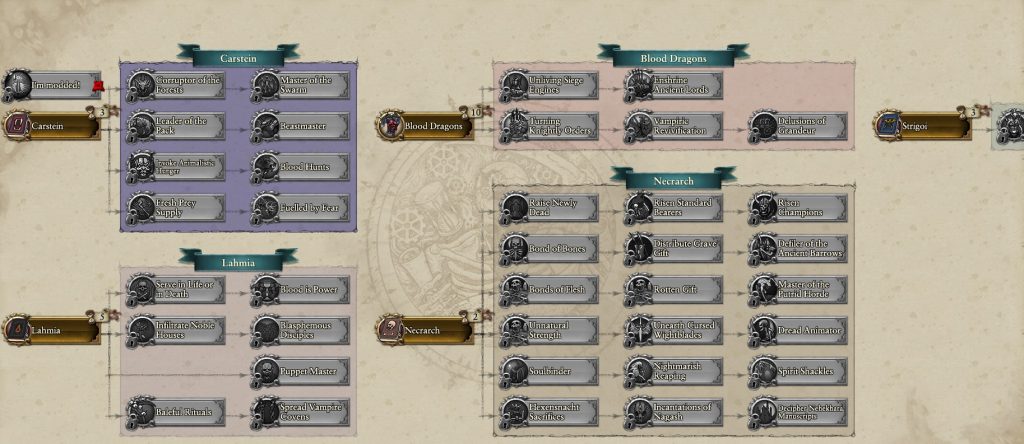 Carstein
I'm modded!
Corruptor of the
Forests
Master of the
Swarm
3
Carstein
Leader of the
Pack
Beastmaster
Invoke Animalistic
Hunger
Blood Hunts
Fresh Prey
Supply
Fuelled by Fear
Lahmia
Serve in Life or
in Death
Blood is Power
Lahmia
Infiltrate Noble
Houses
Blasphemous
Disciples
Puppet Master
Baleful Rituals
Spread Vampire
Covens
Blood Dragons
Unliving Siege
Engines
Enshrine
Ancient Lords
10
Blood Dragons
Turning
Knightly Orders
Vampiric
Revivification
Delusions of
Grandeur
Necrarch
Raise Newly
Dead
Risen Standard
Bearers
Risen
Champions
Bond of Bones
Distribute Grave
Gift
Defiler of the
Ancient Barrows
Bonds of Flesh
Rotten Gift
Master of the
Putrid Horde
2
Necrarch
Unnatural
Strength
Unearth Cursed
Wightblades
Dread Animator
Soulbinder
Nightmarish
Reaping
Spirit Shackles
Hexensnacht
Sacrifices
Incantations of
Nagash
Decipher Nehekhara
Manuscripts
3
Strigoi